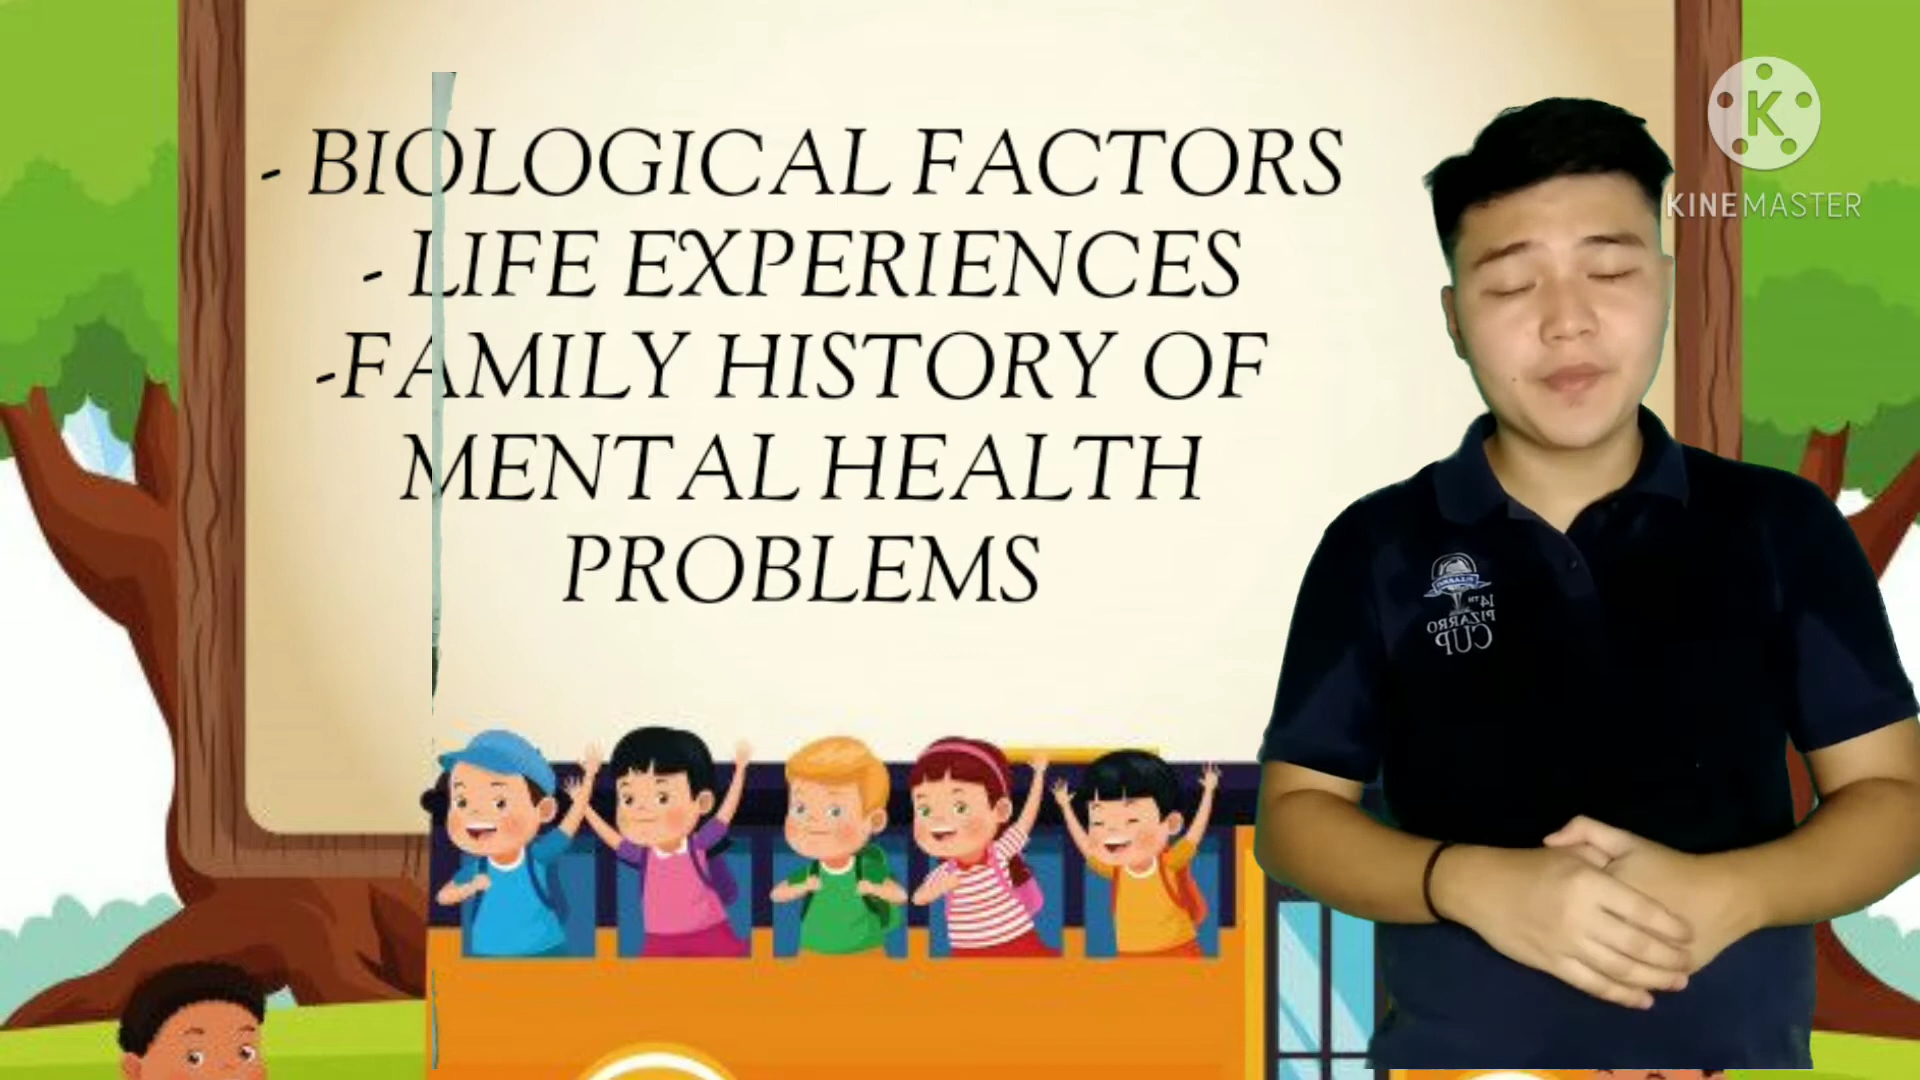 - BIOLOGICAL FACTORS
- LIFE EXPERIENCES
-FAMILY HISTORY OF
MENTAL HEALTH
PROBLEMS
KINEMASTER
14TH
PIZARRO
CUP